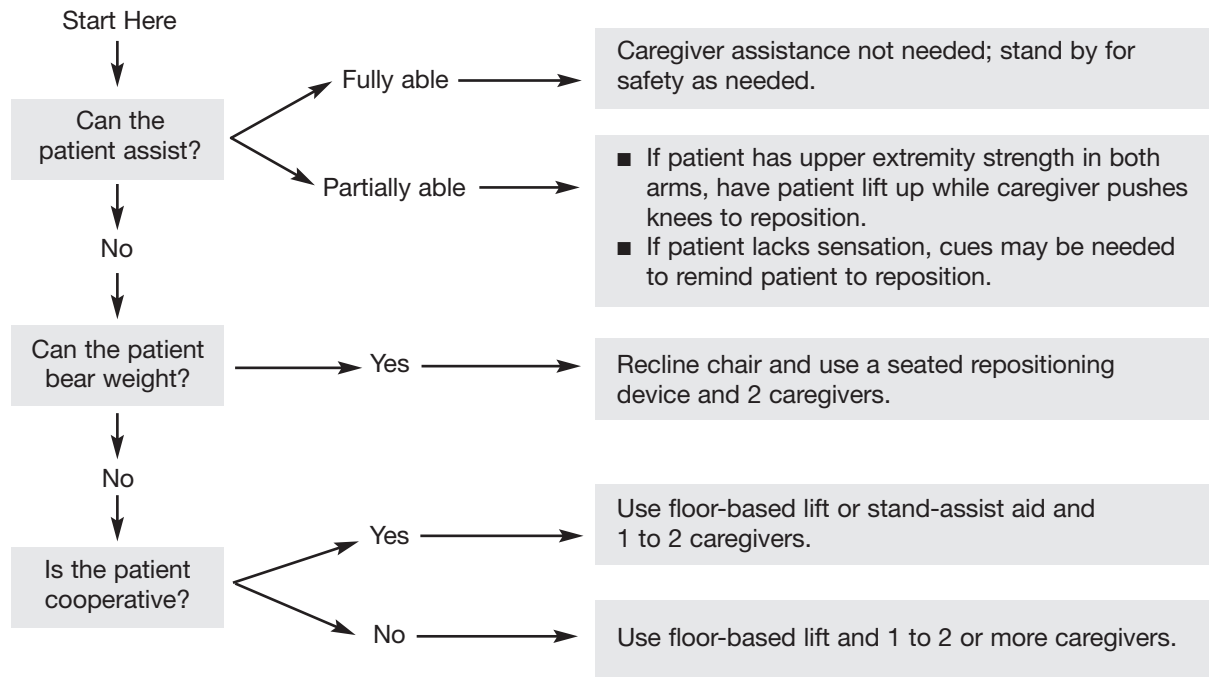 Start Here
Can the
patient assist?
Fully able
Caregiver assistance not needed; stand by for
safety as needed.
Partially able
■ If patient has upper extremity strength in both
arms, have patient lift up while caregiver pushes
knees to reposition.
■ If patient lacks sensation, cues may be needed
to remind patient to reposition.
No
Can the patient
bear weight?
Yes
Recline chair and use a seated repositioning
device and 2 caregivers.
No
Is the patient
cooperative?
Yes
Use floor-based lift or stand-assist aid and
1 to 2 caregivers.
No
Use floor-based lift and 1 to 2 or more caregivers.